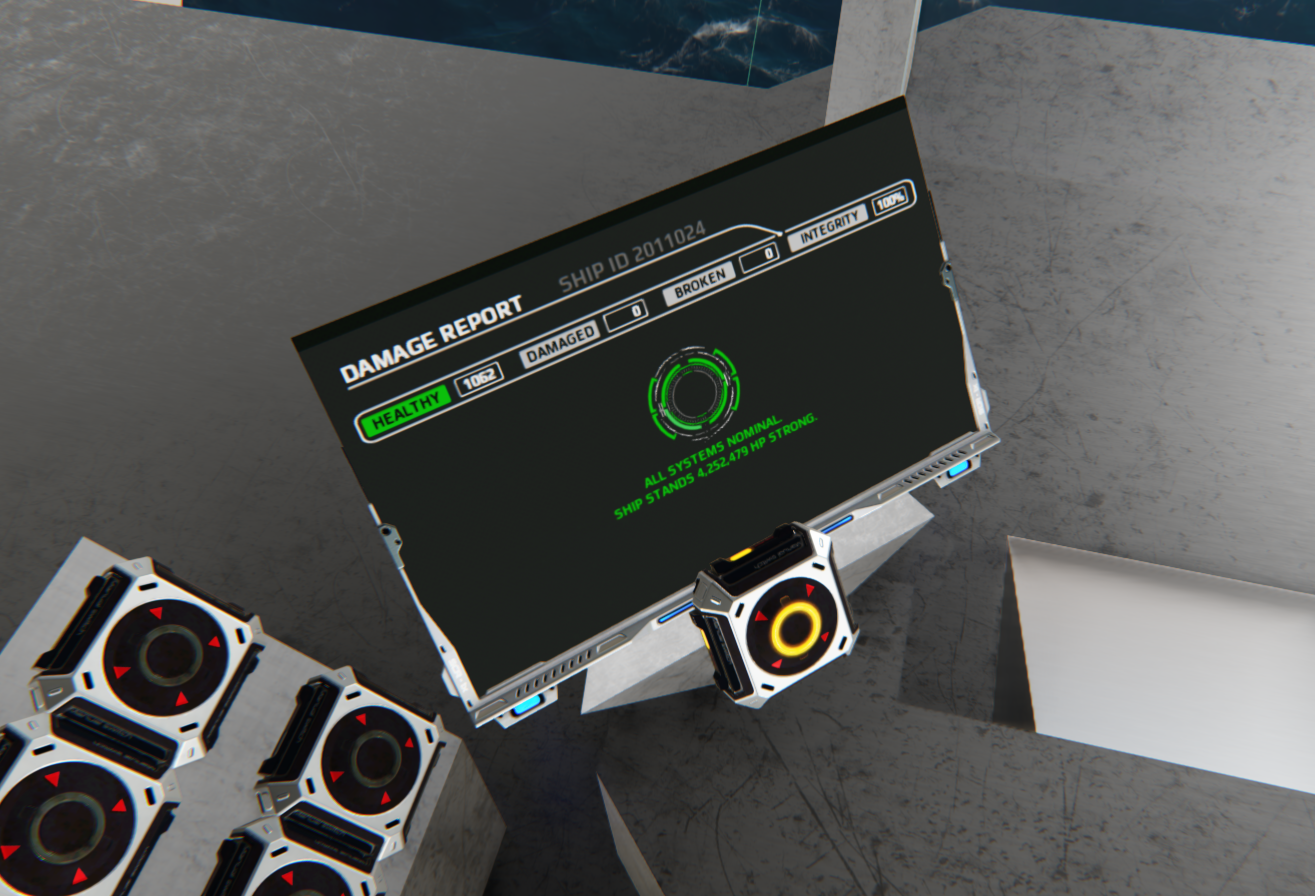 DAMAGE REPORT SHIP ID 2011024
HEALTHY 1062 DAMAGED 0 BROKEN 0 INTEGRITY 100%
ALL SYSTEMS NOMINAL.
SHIP STANDS 4,252,479 HP STRONG.